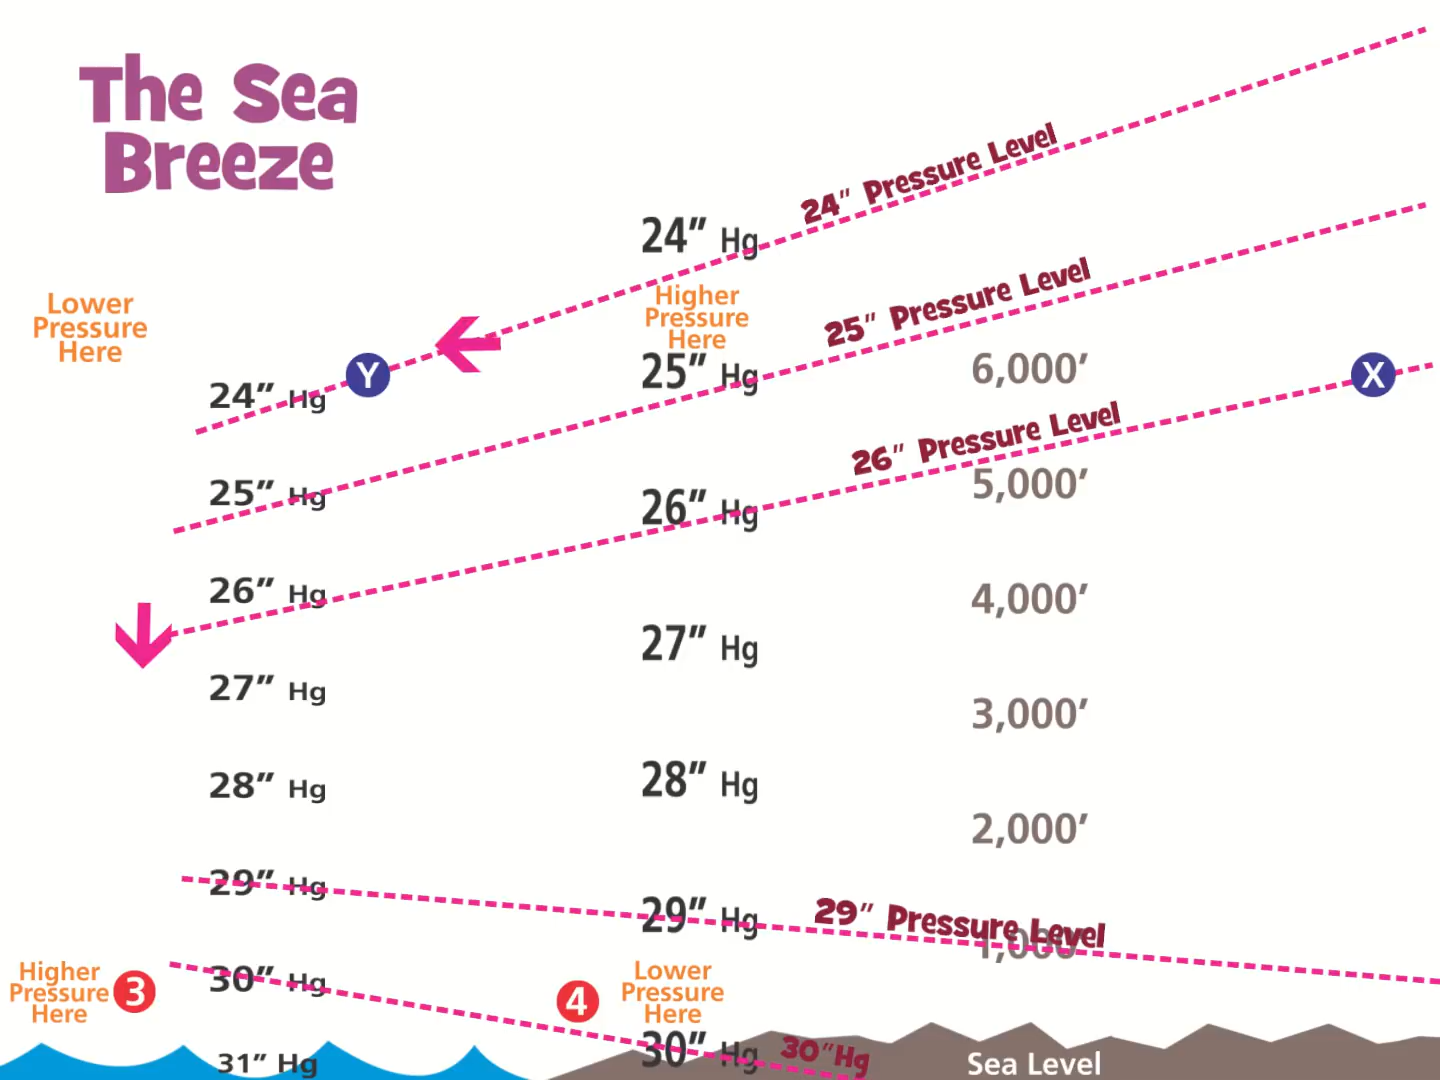 The Sea
Breeze
24″ Pressure Level
24″ Hg
25″ Pressure Level
Lower
Pressure
Here
Higher
Pressure
Here
24″ Hg
Y
25″ Hg
6,000′
X
26″ Pressure Level
25″ Hg
26″ Hg
5,000′
26″ Hg
4,000′
27″ Hg
27″ Hg
3,000′
28″ Hg
28″ Hg
2,000′
29″ Hg
29″ Hg
29″ Pressure Level
1,000′
Higher
Pressure
Here
3
30″ Hg
4
Lower
Pressure
Here
30″ Hg
30″Hg
31″ Hg
Sea Level